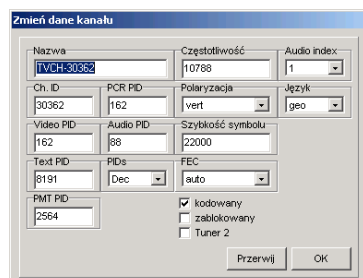 Zmień dane kanału
Nazwa Częstotliwość Audio index
TVCH-30362 10788 1
Ch. ID PCR PID Polaryzacja Język
30362 162 vert geo
Video PID Audio PID Szybkość symbolu
162 88 22000
Text PID PIDs FEC
8191 Dec auto
PMT PID
2564
kodowany
zablokowany
Tuner 2
Przerwij OK